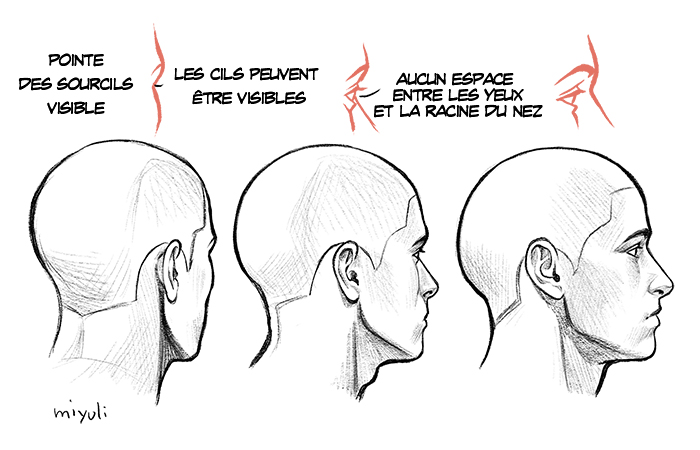 POINTE
DES SOURCILS
VISIBLE
LES CILS PEUVENT
ÊTRE VISIBLES
AUCUN ESPACE
ENTRE LES YEUX
ET LA RACINE DU NEZ
miyuli